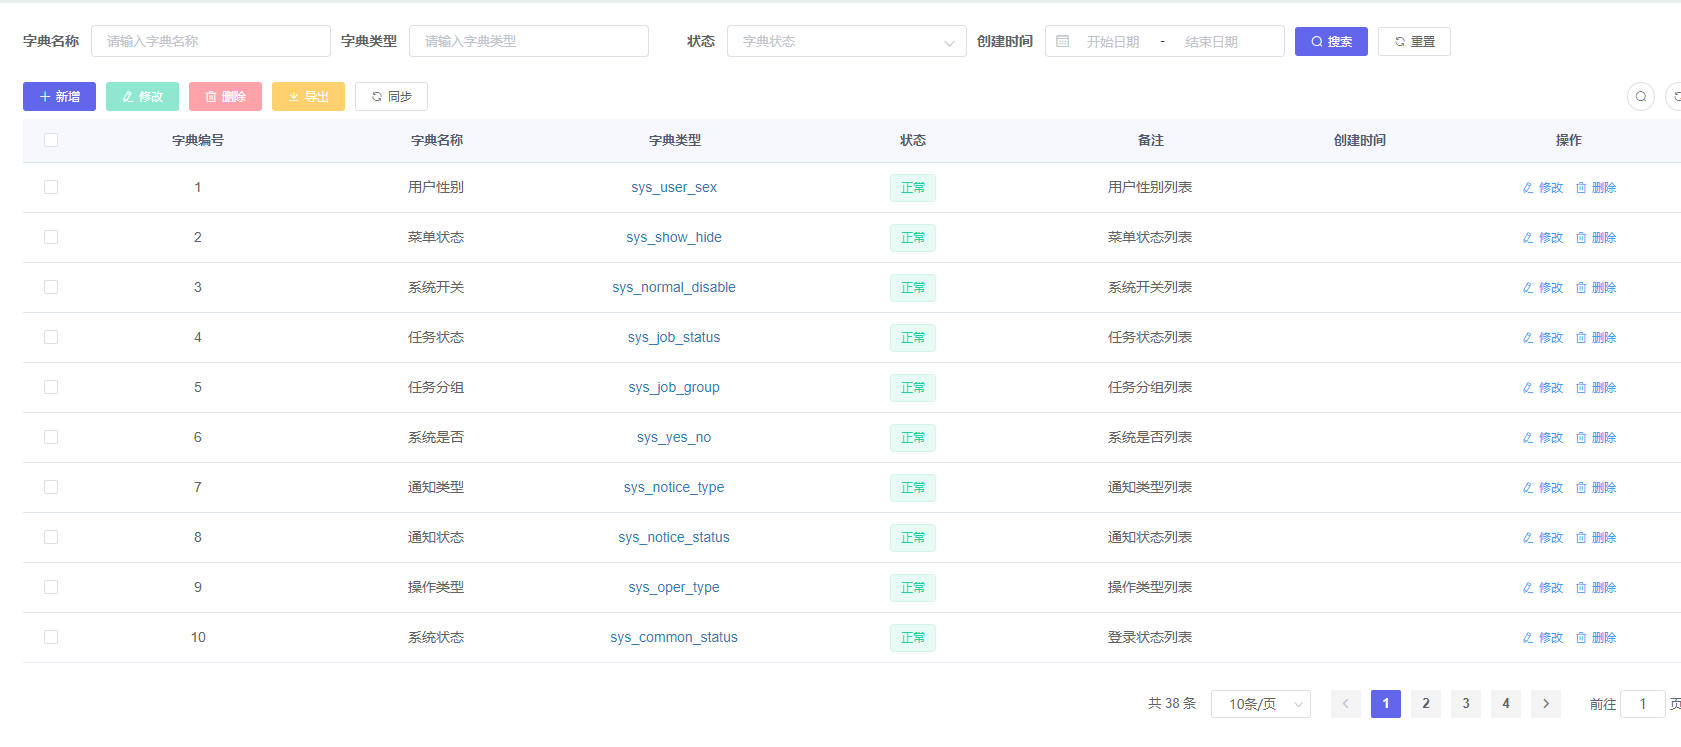 字典名称 请输入字典名称 字典类型 请输入字典类型 状态 字典状态 创建时间 开始日期 - 结束日期 搜索 重置
新增 修改 删除 导出 同步
字典编号 字典名称 字典类型 状态 备注 创建时间 操作
1 用户性别 sys_user_sex 正常 用户性别列表 修改 删除
2 菜单状态 sys_show_hide 正常 菜单状态列表 修改 删除
3 系统开关 sys_normal_disable 正常 系统开关列表 修改 删除
4 任务状态 sys_job_status 正常 任务状态列表 修改 删除
5 任务分组 sys_job_group 正常 任务分组列表 修改 删除
6 系统是否 sys_yes_no 正常 系统是否列表 修改 删除
7 通知类型 sys_notice_type 正常 通知类型列表 修改 删除
8 通知状态 sys_notice_status 正常 通知状态列表 修改 删除
9 操作类型 sys_oper_type 正常 操作类型列表 修改 删除
10 系统状态 sys_common_status 正常 登录状态列表 修改 删除
共 38 条 10条/页 1 2 3 4 前往 1 页